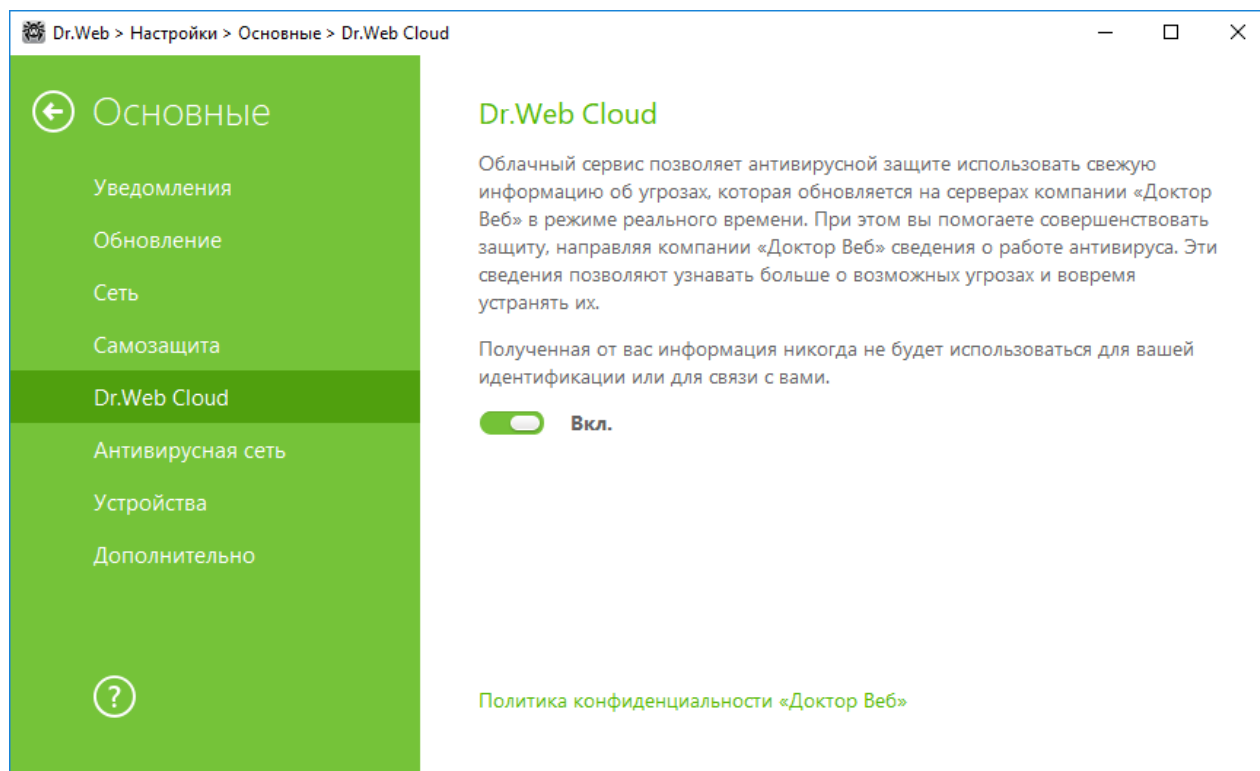 Dr.Web > Настройки > Основные > Dr.Web Cloud
Основные
Уведомления
Обновление
Сеть
Самозащита
Dr.Web Cloud
Антивирусная сеть
Устройства
Дополнительно
?
Dr.Web Cloud
Облачный сервис позволяет антивирусной защите использовать свежую
информацию об угрозах, которая обновляется на серверах компании «Доктор
Веб» в режиме реального времени. При этом вы помогаете совершенствовать
защиту, направляя компании «Доктор Веб» сведения о работе антивируса. Эти
сведения позволяют узнавать больше о возможных угрозах и вовремя
устранять их.
Полученная от вас информация никогда не будет использоваться для вашей
идентификации или для связи с вами.
Вкл.
Политика конфиденциальности «Доктор Веб»